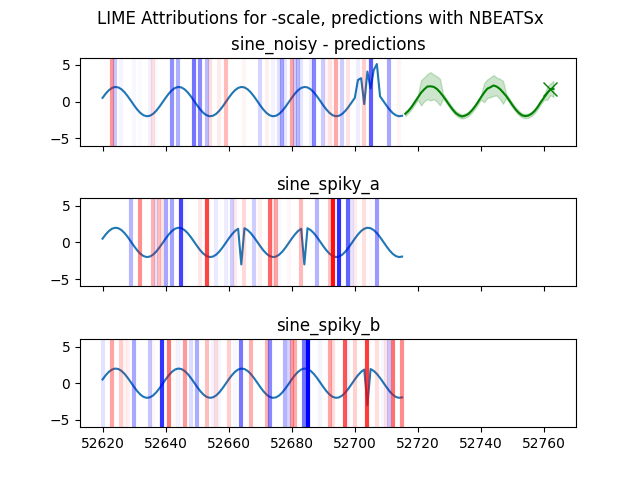 LIME Attributions for -scale, predictions with NBEATSx
sine_noisy - predictions
5
0
−5
sine_spiky_a
5
0
−5
sine_spiky_b
5
0
−5
52620 52640 52660 52680 52700 52720 52740 52760